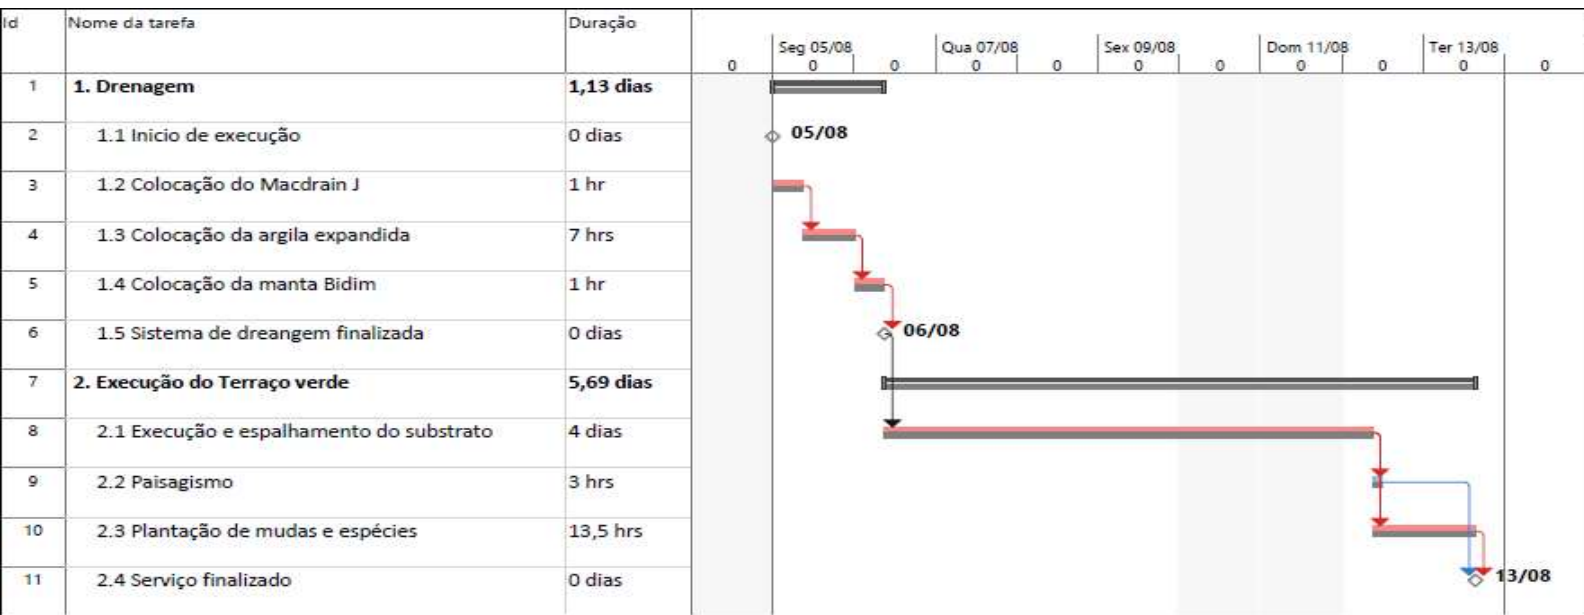 Id Nome da tarefa Duração
Seg 05/08 Qua 07/08 Sex 09/08 Dom 11/08 Ter 13/08
0 0 0 0 0 0 0 0 0 0 0
1 1. Drenagem 1,13 dias
2 1.1 Inicio de execução 0 dias 05/08
3 1.2 Colocação do Macdrain J 1 hr
4 1.3 Colocação da argila expandida 7 hrs
5 1.4 Colocação da manta Bidim 1 hr
6 1.5 Sistema de dreangem finalizada 0 dias 06/08
7 2. Execução do Terraço verde 5,69 dias
8 2.1 Execução e espalhamento do substrato 4 dias
9 2.2 Paisagismo 3 hrs
10 2.3 Plantação de mudas e espécies 13,5 hrs
11 2.4 Serviço finalizado 0 dias 13/08